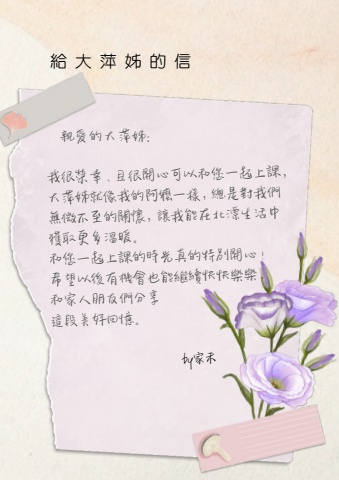 給大萍姊的信
親愛的大萍姊:
我很榮幸、且很開心可以和您一起上課,
大萍姊就像我的阿嬤一樣,總是對我們
無微不至的關懷,讓我能在北漂生活中
獲取更多溫暖。
和您一起上課的時光真的特別開心!
希望以後有機會也能繼續快快樂樂
和家人朋友們分享
這段美好回憶。
by家禾